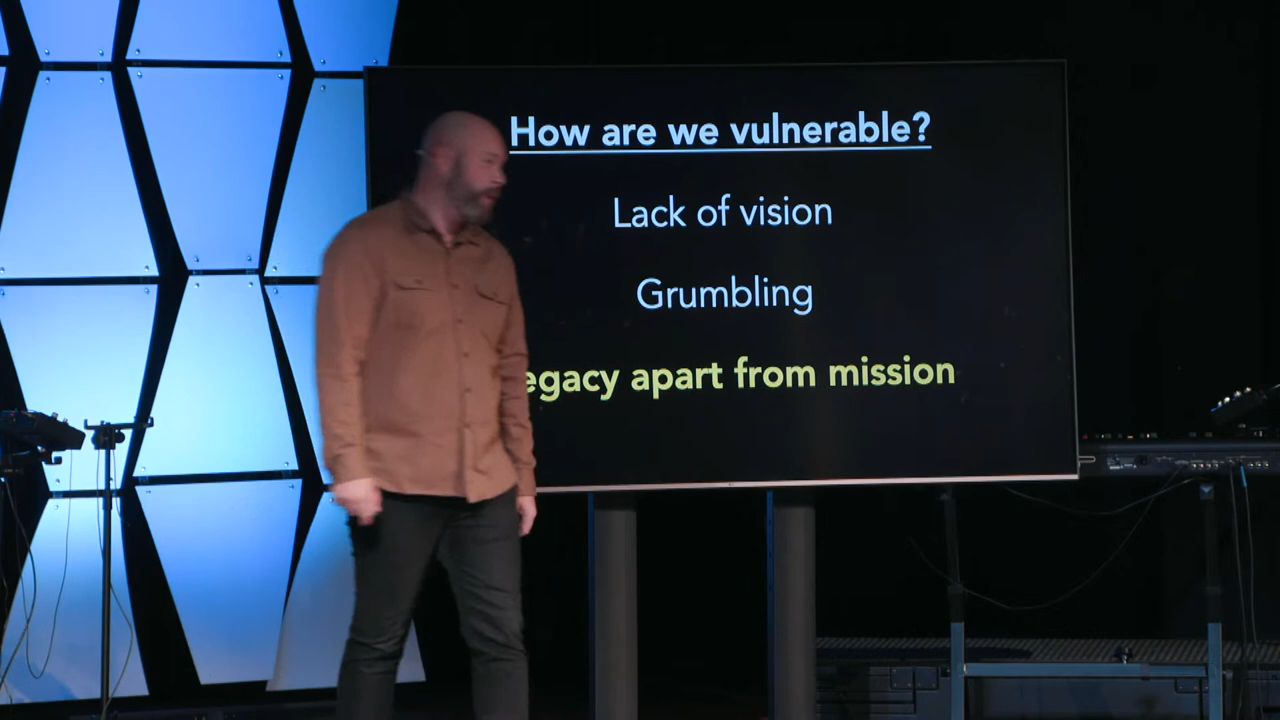 How are we vulnerable?
Lack of vision
Grumbling
egacy apart from mission